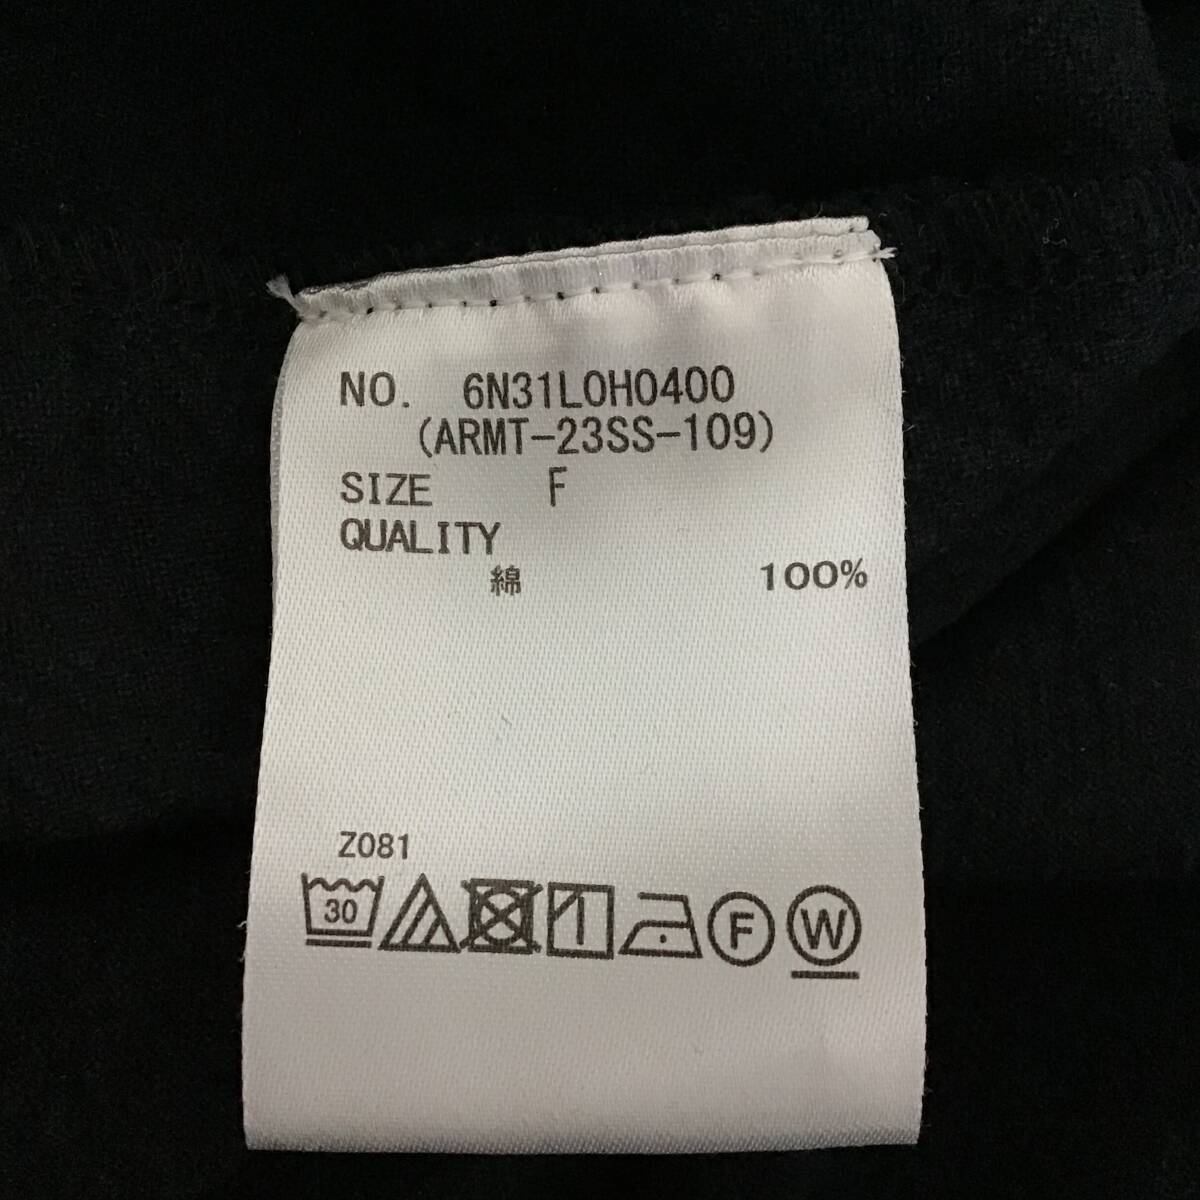 NO. 6N31L0H0400
(ARMT-23SS-109)
SIZE F
QUALITY
綿 100%
Z081
30 F W